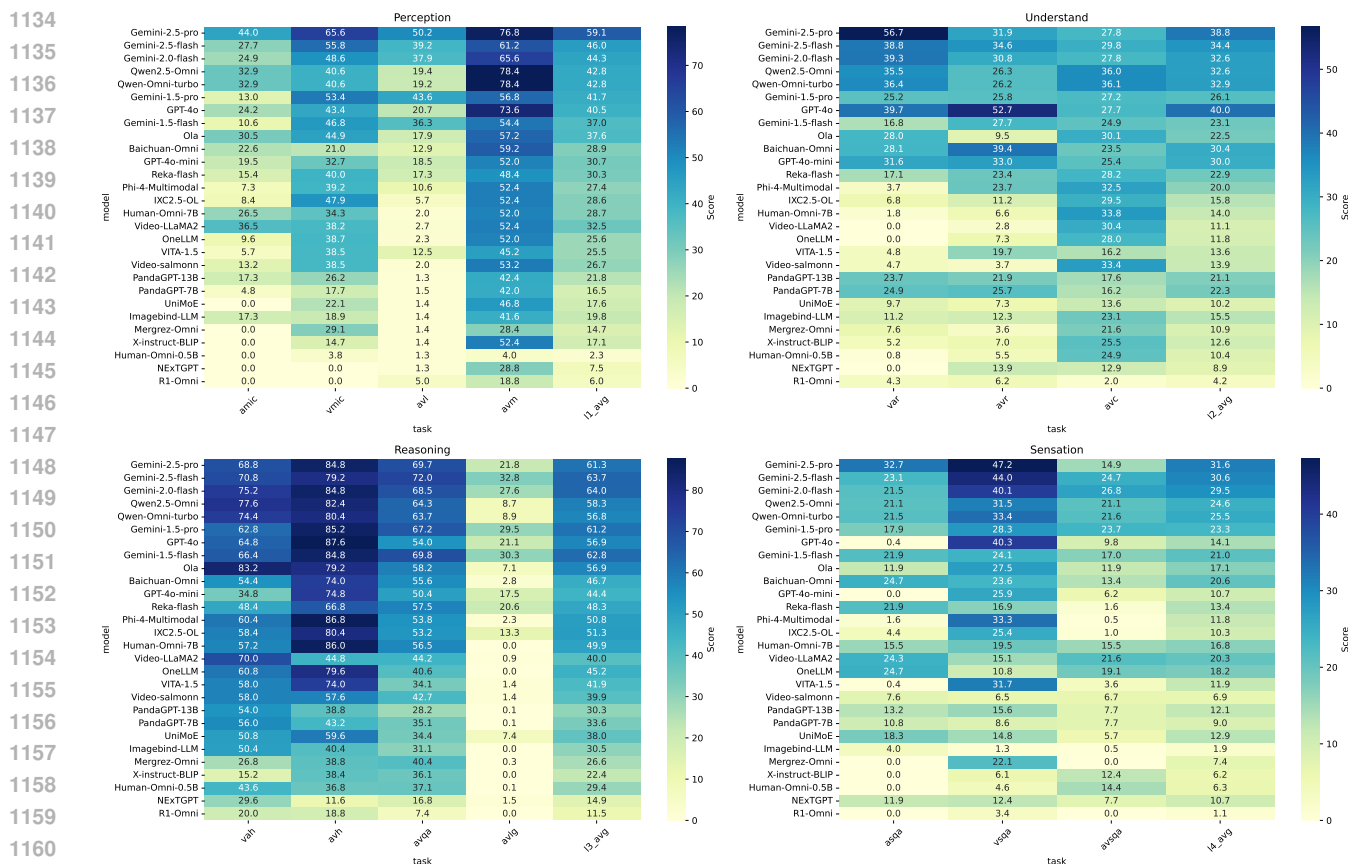 1134
1135
1136
1137
1138
1139
1140
1141
1142
1143
1144
1145
1146
1147
1148
1149
1150
1151
1152
1153
1154
1155
1156
1157
1158
1159
1160
Perception
Gemini-2.5-pro 44.0 65.6 50.2 76.8 59.1
Gemini-2.5-flash 27.7 55.8 39.2 61.2 46.0
Gemini-2.0-flash 24.9 48.6 37.9 65.6 44.3
Qwen2.5-Omni 32.9 40.6 19.4 78.4 42.8
Qwen-Omni-turbo 32.9 40.6 19.2 78.4 42.8
Gemini-1.5-pro 13.0 53.4 43.6 56.8 41.7
GPT-4o 24.2 43.4 20.7 73.6 40.5
Gemini-1.5-flash 10.6 46.8 36.3 54.4 37.0
Ola 30.5 44.9 17.9 57.2 37.6
Baichuan-Omni 22.6 21.0 12.9 59.2 28.9
GPT-4o-mini 19.5 32.7 18.5 52.0 30.7
Reka-flash 15.4 40.0 17.3 48.4 30.3
Phi-4-Multimodal 7.3 39.2 10.6 52.4 27.4
IXC2.5-OL 8.4 47.9 5.7 52.4 28.6
Human-Omni-7B 26.5 34.3 2.0 52.0 28.7
Video-LLaMA2 36.5 38.2 2.7 52.4 32.5
OneLLM 9.6 38.7 2.3 52.0 25.6
VITA-1.5 5.7 38.5 12.5 45.2 25.5
Video-salmonn 13.2 38.5 2.0 53.2 26.7
PandaGPT-13B 17.3 26.2 1.3 42.4 21.8
PandaGPT-7B 4.8 17.7 1.5 42.0 16.5
UniMoE 0.0 22.1 1.4 46.8 17.6
Imagebind-LLM 17.3 18.9 1.4 41.6 19.8
Mergrez-Omni 0.0 29.1 1.4 28.4 14.7
X-instruct-BLIP 0.0 14.7 1.4 52.4 17.1
Human-Omni-0.5B 0.0 3.8 1.3 4.0 2.3
NExTGPT 0.0 0.0 1.3 28.8 7.5
R1-Omni 0.0 0.0 5.0 18.8 6.0
amic vmic avl avm l1_avg
task
model
70
60
50
40
30
20
10
0
Score
Understand
Gemini-2.5-pro 56.7 31.9 27.8 38.8
Gemini-2.5-flash 38.8 34.6 29.8 34.4
Gemini-2.0-flash 39.3 30.8 27.8 32.6
Qwen2.5-Omni 35.5 26.3 36.0 32.6
Qwen-Omni-turbo 36.4 26.2 36.1 32.9
Gemini-1.5-pro 25.2 25.8 27.2 26.1
GPT-4o 39.7 52.7 27.7 40.0
Gemini-1.5-flash 16.8 27.7 24.9 23.1
Ola 28.0 9.5 30.1 22.5
Baichuan-Omni 28.1 39.4 23.5 30.4
GPT-4o-mini 31.6 33.0 25.4 30.0
Reka-flash 17.1 23.4 28.2 22.9
Phi-4-Multimodal 3.7 23.7 32.5 20.0
IXC2.5-OL 6.8 11.2 29.5 15.8
Human-Omni-7B 1.8 6.6 33.8 14.0
Video-LLaMA2 0.0 2.8 30.4 11.1
OneLLM 0.0 7.3 28.0 11.8
VITA-1.5 4.8 19.7 16.2 13.6
Video-salmonn 4.7 3.7 33.4 13.9
PandaGPT-13B 23.7 21.9 17.6 21.1
PandaGPT-7B 24.9 25.7 16.2 22.3
UniMoE 9.7 7.3 13.6 10.2
Imagebind-LLM 11.2 12.3 23.1 15.5
Mergrez-Omni 7.6 3.6 21.6 10.9
X-instruct-BLIP 5.2 7.0 25.5 12.6
Human-Omni-0.5B 0.8 5.5 24.9 10.4
NExTGPT 0.0 13.9 12.9 8.9
R1-Omni 4.3 6.2 2.0 4.2
var avr avc l2_avg
task
model
50
40
30
20
10
0
Score
Reasoning
Gemini-2.5-pro 68.8 84.8 69.7 21.8 61.3
Gemini-2.5-flash 70.8 79.2 72.0 32.8 63.7
Gemini-2.0-flash 75.2 84.8 68.5 27.6 64.0
Qwen2.5-Omni 77.6 82.4 64.3 8.7 58.3
Qwen-Omni-turbo 74.4 80.4 63.7 8.9 56.8
Gemini-1.5-pro 62.8 85.2 67.2 29.5 61.2
GPT-4o 64.8 87.6 54.0 21.1 56.9
Gemini-1.5-flash 66.4 84.8 69.8 30.3 62.8
Ola 83.2 79.2 58.2 7.1 56.9
Baichuan-Omni 54.4 74.0 55.6 2.8 46.7
GPT-4o-mini 34.8 74.8 50.4 17.5 44.4
Reka-flash 48.4 66.8 57.5 20.6 48.3
Phi-4-Multimodal 60.4 86.8 53.8 2.3 50.8
IXC2.5-OL 58.4 80.4 53.2 13.3 51.3
Human-Omni-7B 57.2 86.0 56.5 0.0 49.9
Video-LLaMA2 70.0 44.8 44.2 0.9 40.0
OneLLM 60.8 79.6 40.6 0.0 45.2
VITA-1.5 58.0 74.0 34.1 1.4 41.9
Video-salmonn 58.0 57.6 42.7 1.4 39.9
PandaGPT-13B 54.0 38.8 28.2 0.1 30.3
PandaGPT-7B 56.0 43.2 35.1 0.1 33.6
UniMoE 50.8 59.6 34.4 7.4 38.0
Imagebind-LLM 50.4 40.4 31.1 0.0 30.5
Mergrez-Omni 26.8 38.8 40.4 0.3 26.6
X-instruct-BLIP 15.2 38.4 36.1 0.0 22.4
Human-Omni-0.5B 43.6 36.8 37.1 0.1 29.4
NExTGPT 29.6 11.6 16.8 1.5 14.9
R1-Omni 20.0 18.8 7.4 0.0 11.5
vah avh avqa avlg l3_avg
task
model
80
70
60
50
40
30
20
10
0
Score
Sensation
Gemini-2.5-pro 32.7 47.2 14.9 31.6
Gemini-2.5-flash 23.1 44.0 24.7 30.6
Gemini-2.0-flash 21.5 40.1 26.8 29.5
Qwen2.5-Omni 21.1 31.5 21.1 24.6
Qwen-Omni-turbo 21.5 33.4 21.6 25.5
Gemini-1.5-pro 17.9 28.3 23.7 23.3
GPT-4o 0.4 40.3 9.8 14.1
Gemini-1.5-flash 21.9 24.1 17.0 21.0
Ola 11.9 27.5 11.9 17.1
Baichuan-Omni 24.7 23.6 13.4 20.6
GPT-4o-mini 0.0 25.9 6.2 10.7
Reka-flash 21.9 16.9 1.6 13.4
Phi-4-Multimodal 1.6 33.3 0.5 11.8
IXC2.5-OL 4.4 25.4 1.0 10.3
Human-Omni-7B 15.5 19.5 15.5 16.8
Video-LLaMA2 24.3 15.1 21.6 20.3
OneLLM 24.7 10.8 19.1 18.2
VITA-1.5 0.4 31.7 3.6 11.9
Video-salmonn 7.6 6.5 6.7 6.9
PandaGPT-13B 13.2 15.6 7.7 12.1
PandaGPT-7B 10.8 8.6 7.7 9.0
UniMoE 18.3 14.8 5.7 12.9
Imagebind-LLM 4.0 1.3 0.5 1.9
Mergrez-Omni 0.0 22.1 0.0 7.4
X-instruct-BLIP 0.0 6.1 12.4 6.2
Human-Omni-0.5B 0.0 4.6 14.4 6.3
NExTGPT 11.9 12.4 7.7 10.7
R1-Omni 0.0 3.4 0.0 1.1
asqa vsqa avsqa l4_avg
task
model
40
30
20
10
0
Score